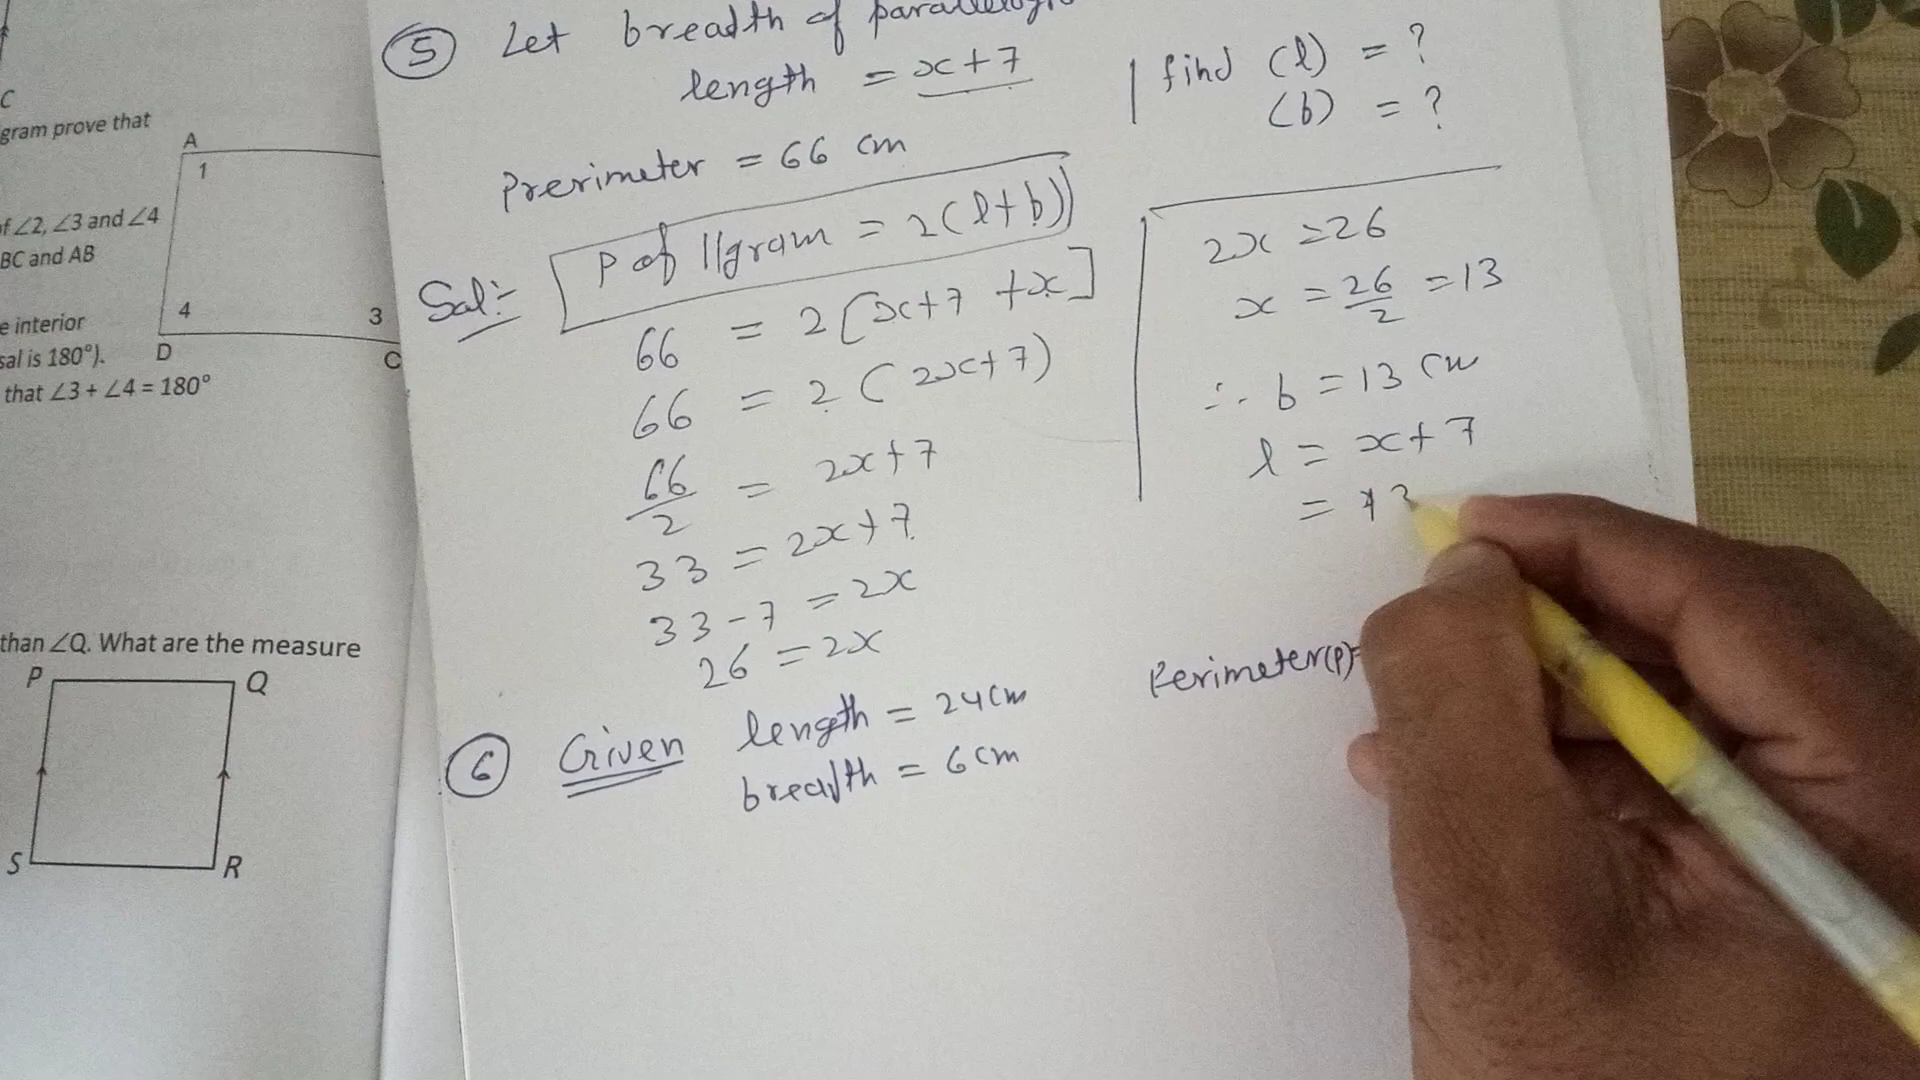 C
gram prove that
A
1
f ∠2, ∠3 and ∠4
BC and AB
4
3
e interior
sal is 180°).
D
C
that ∠3 + ∠4 = 180°
than ∠Q. What are the measure
P
Q
S
R
5 Let breadth of
length = x+7
find (l) = ?
(b) = ?
Prerimeter = 66 cm
Sol:- P of llgram = 2(l+b)
66 = 2[x+7 +x]
66 = 2(2x+7)
66/2 = 2x+7
33 = 2x+7
33-7 = 2x
26 = 2x
2x = 26
x = 26/2 = 13
∴ b = 13 cm
l = x+7
= 13
6 Given length = 24cm
breadth = 6cm
Perimeter(p)=